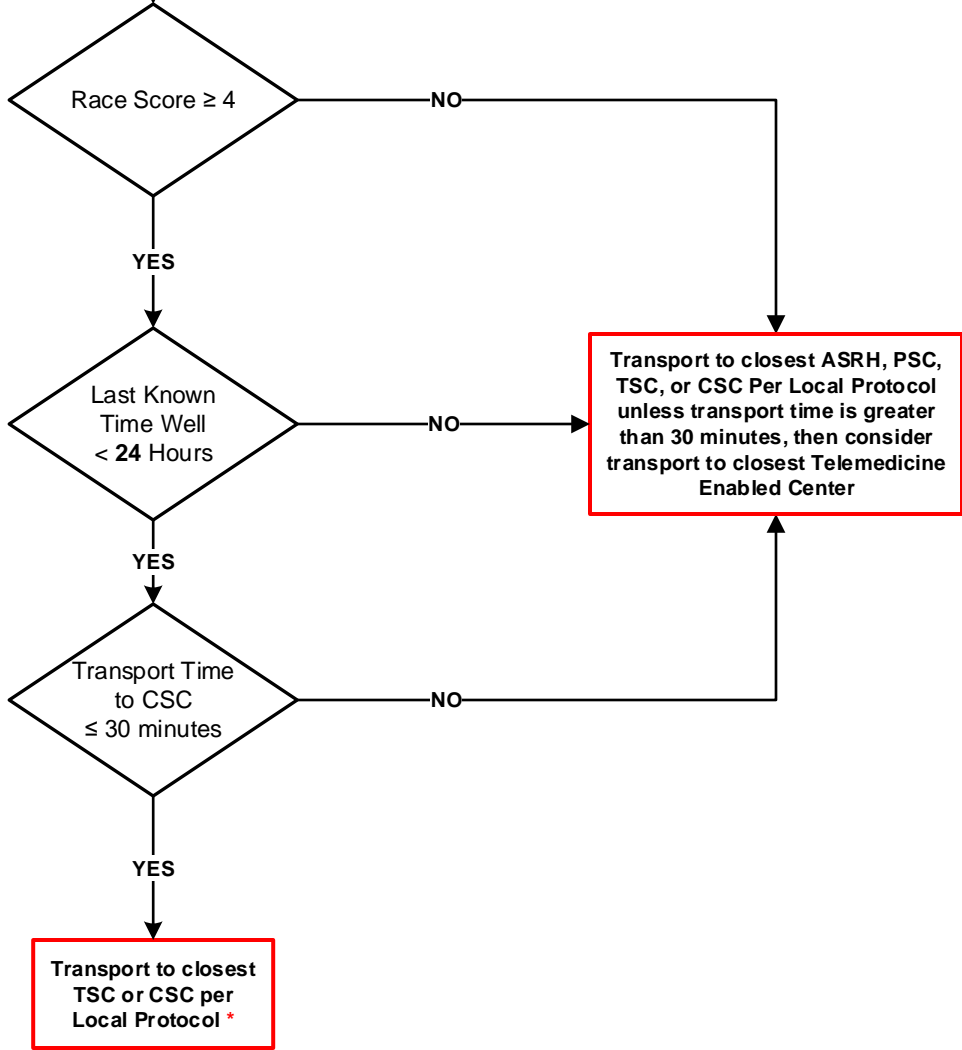 Race Score ≥ 4
NO
YES
Last Known
Time Well
< 24 Hours
NO
Transport to closest ASRH, PSC,
TSC, or CSC Per Local Protocol
unless transport time is greater
than 30 minutes, then consider
transport to closest Telemedicine
Enabled Center
YES
Transport Time
to CSC
≤ 30 minutes
NO
YES
Transport to closest
TSC or CSC per
Local Protocol *